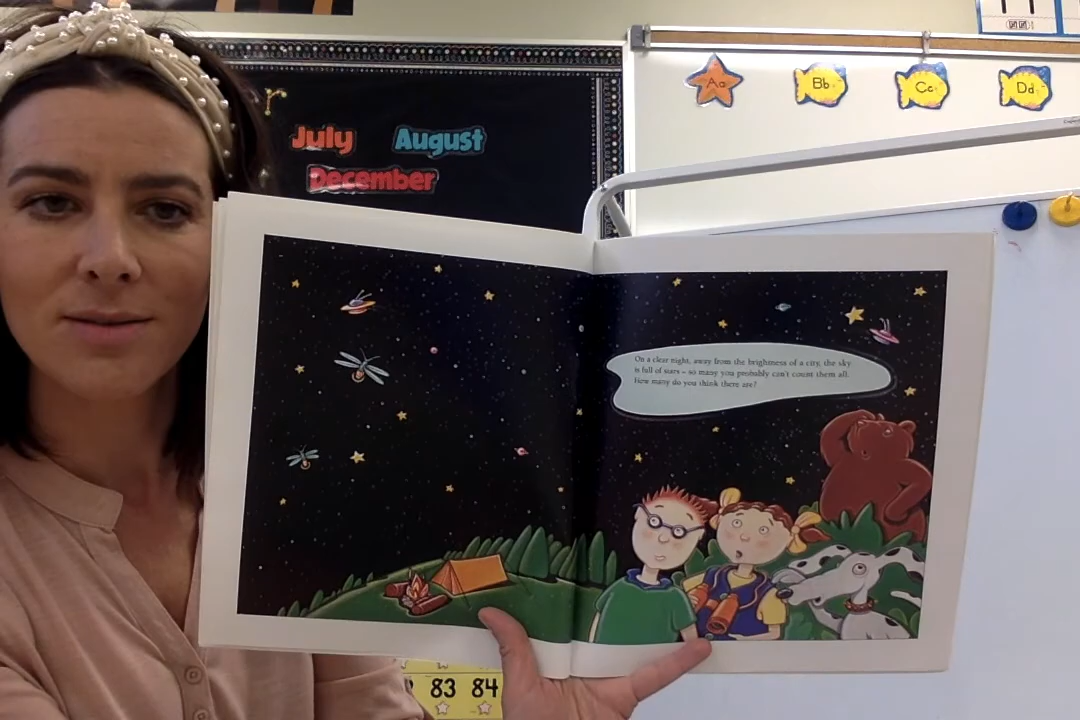 r
July August
December
Aa Bb Cc Dd
On a clear night, away from the brightness of a city, the sky
is full of stars – so many you probably can't count them all.
How many do you think there are?
83 84